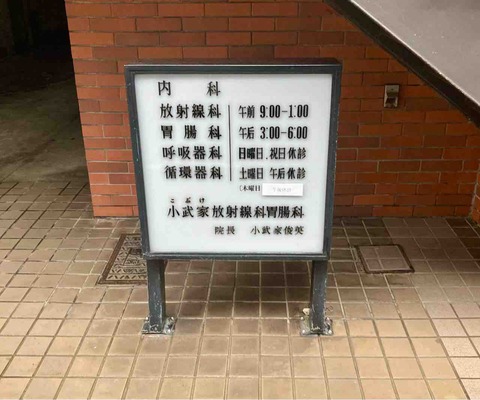 内科
放射線科 午前 9:00-1:00
胃腸科 午后 3:00-6:00
呼吸器科 日曜日、祝日休診
循環器科 土曜日 午后休診
(木曜日
こぶけ
小武家放射線科胃腸科
院長 小武家俊英